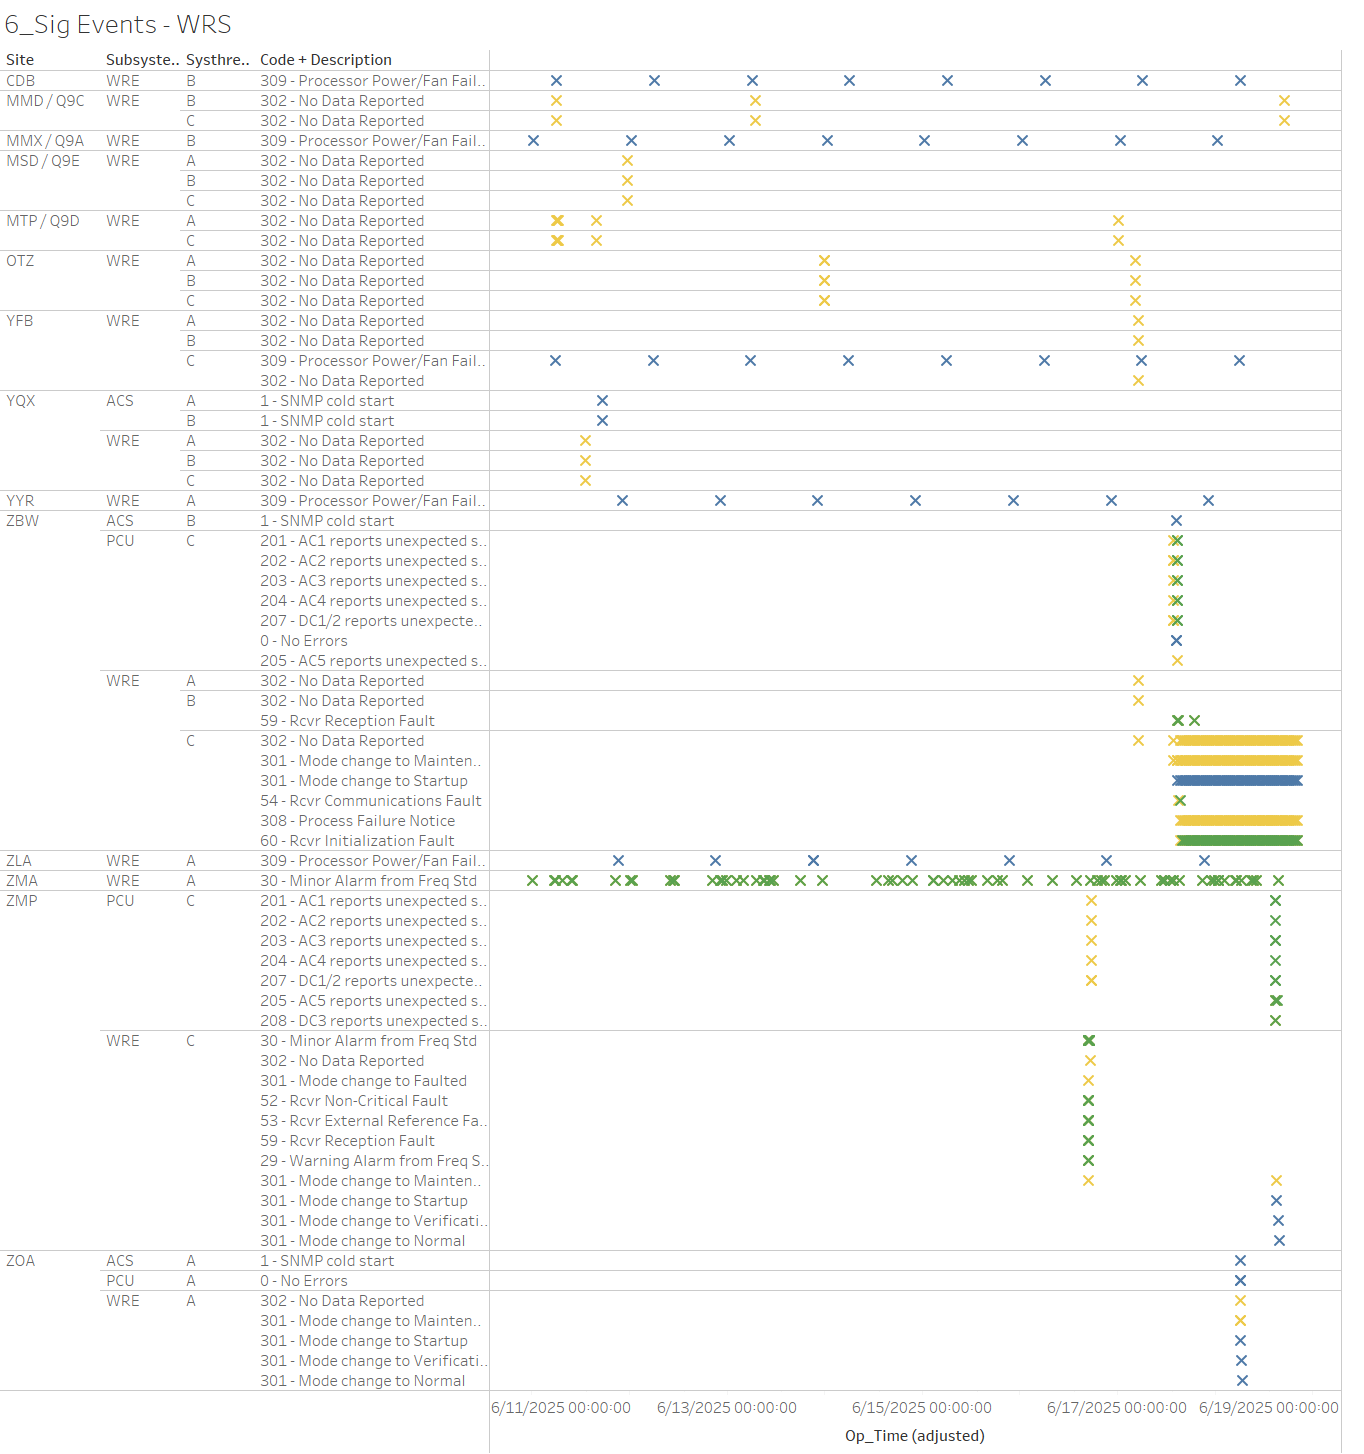 6_Sig Events - WRS
Site Subsyste.. Systhre.. Code + Description
CDB WRE B 309 - Processor Power/Fan Fail..
MMD / Q9C WRE B 302 - No Data Reported
C 302 - No Data Reported
MMX / Q9A WRE B 309 - Processor Power/Fan Fail..
MSD / Q9E WRE A 302 - No Data Reported
B 302 - No Data Reported
C 302 - No Data Reported
MTP / Q9D WRE A 302 - No Data Reported
C 302 - No Data Reported
OTZ WRE A 302 - No Data Reported
B 302 - No Data Reported
C 302 - No Data Reported
YFB WRE A 302 - No Data Reported
B 302 - No Data Reported
C 309 - Processor Power/Fan Fail..
302 - No Data Reported
YQX ACS A 1 - SNMP cold start
B 1 - SNMP cold start
WRE A 302 - No Data Reported
B 302 - No Data Reported
C 302 - No Data Reported
YYR WRE A 309 - Processor Power/Fan Fail..
ZBW ACS B 1 - SNMP cold start
PCU C 201 - AC1 reports unexpected s..
202 - AC2 reports unexpected s..
203 - AC3 reports unexpected s..
204 - AC4 reports unexpected s..
207 - DC1/2 reports unexpecte..
0 - No Errors
205 - AC5 reports unexpected s..
WRE A 302 - No Data Reported
B 302 - No Data Reported
59 - Rcvr Reception Fault
C 302 - No Data Reported
301 - Mode change to Mainten..
301 - Mode change to Startup
54 - Rcvr Communications Fault
308 - Process Failure Notice
60 - Rcvr Initialization Fault
ZLA WRE A 309 - Processor Power/Fan Fail..
ZMA WRE A 30 - Minor Alarm from Freq Std
ZMP PCU C 201 - AC1 reports unexpected s..
202 - AC2 reports unexpected s..
203 - AC3 reports unexpected s..
204 - AC4 reports unexpected s..
207 - DC1/2 reports unexpecte..
205 - AC5 reports unexpected s..
208 - DC3 reports unexpected s..
WRE C 30 - Minor Alarm from Freq Std
302 - No Data Reported
301 - Mode change to Faulted
52 - Rcvr Non-Critical Fault
53 - Rcvr External Reference Fa..
59 - Rcvr Reception Fault
29 - Warning Alarm from Freq S..
301 - Mode change to Mainten..
301 - Mode change to Startup
301 - Mode change to Verificati..
301 - Mode change to Normal
ZOA ACS A 1 - SNMP cold start
PCU A 0 - No Errors
WRE A 302 - No Data Reported
301 - Mode change to Mainten..
301 - Mode change to Startup
301 - Mode change to Verificati..
301 - Mode change to Normal
6/11/2025 00:00:00 6/13/2025 00:00:00 6/15/2025 00:00:00 6/17/2025 00:00:00 6/19/2025 00:00:00
Op_Time (adjusted)